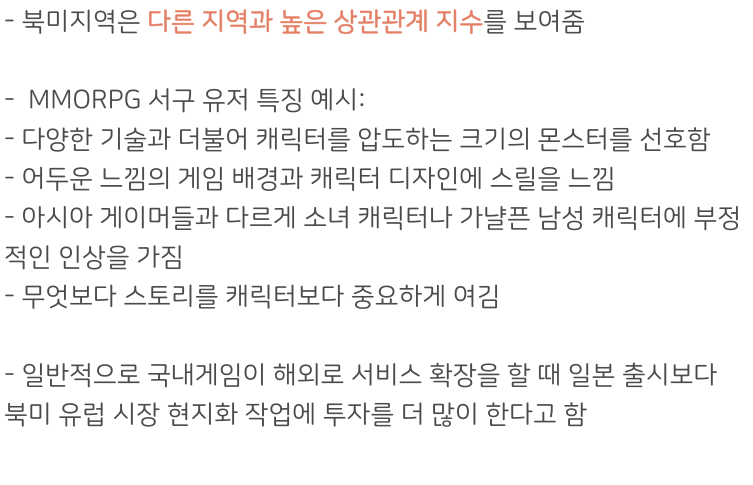 - 북미지역은 다른 지역과 높은 상관관계 지수를 보여줌
- MMORPG 서구 유저 특징 예시:
- 다양한 기술과 더불어 캐릭터를 압도하는 크기의 몬스터를 선호함
- 어두운 느낌의 게임 배경과 캐릭터 디자인에 스릴을 느낌
- 아시아 게이머들과 다르게 소녀 캐릭터나 가냘픈 남성 캐릭터에 부정
적인 인상을 가짐
- 무엇보다 스토리를 캐릭터보다 중요하게 여김
- 일반적으로 국내게임이 해외로 서비스 확장을 할 때 일본 출시보다
북미 유럽 시장 현지화 작업에 투자를 더 많이 한다고 함